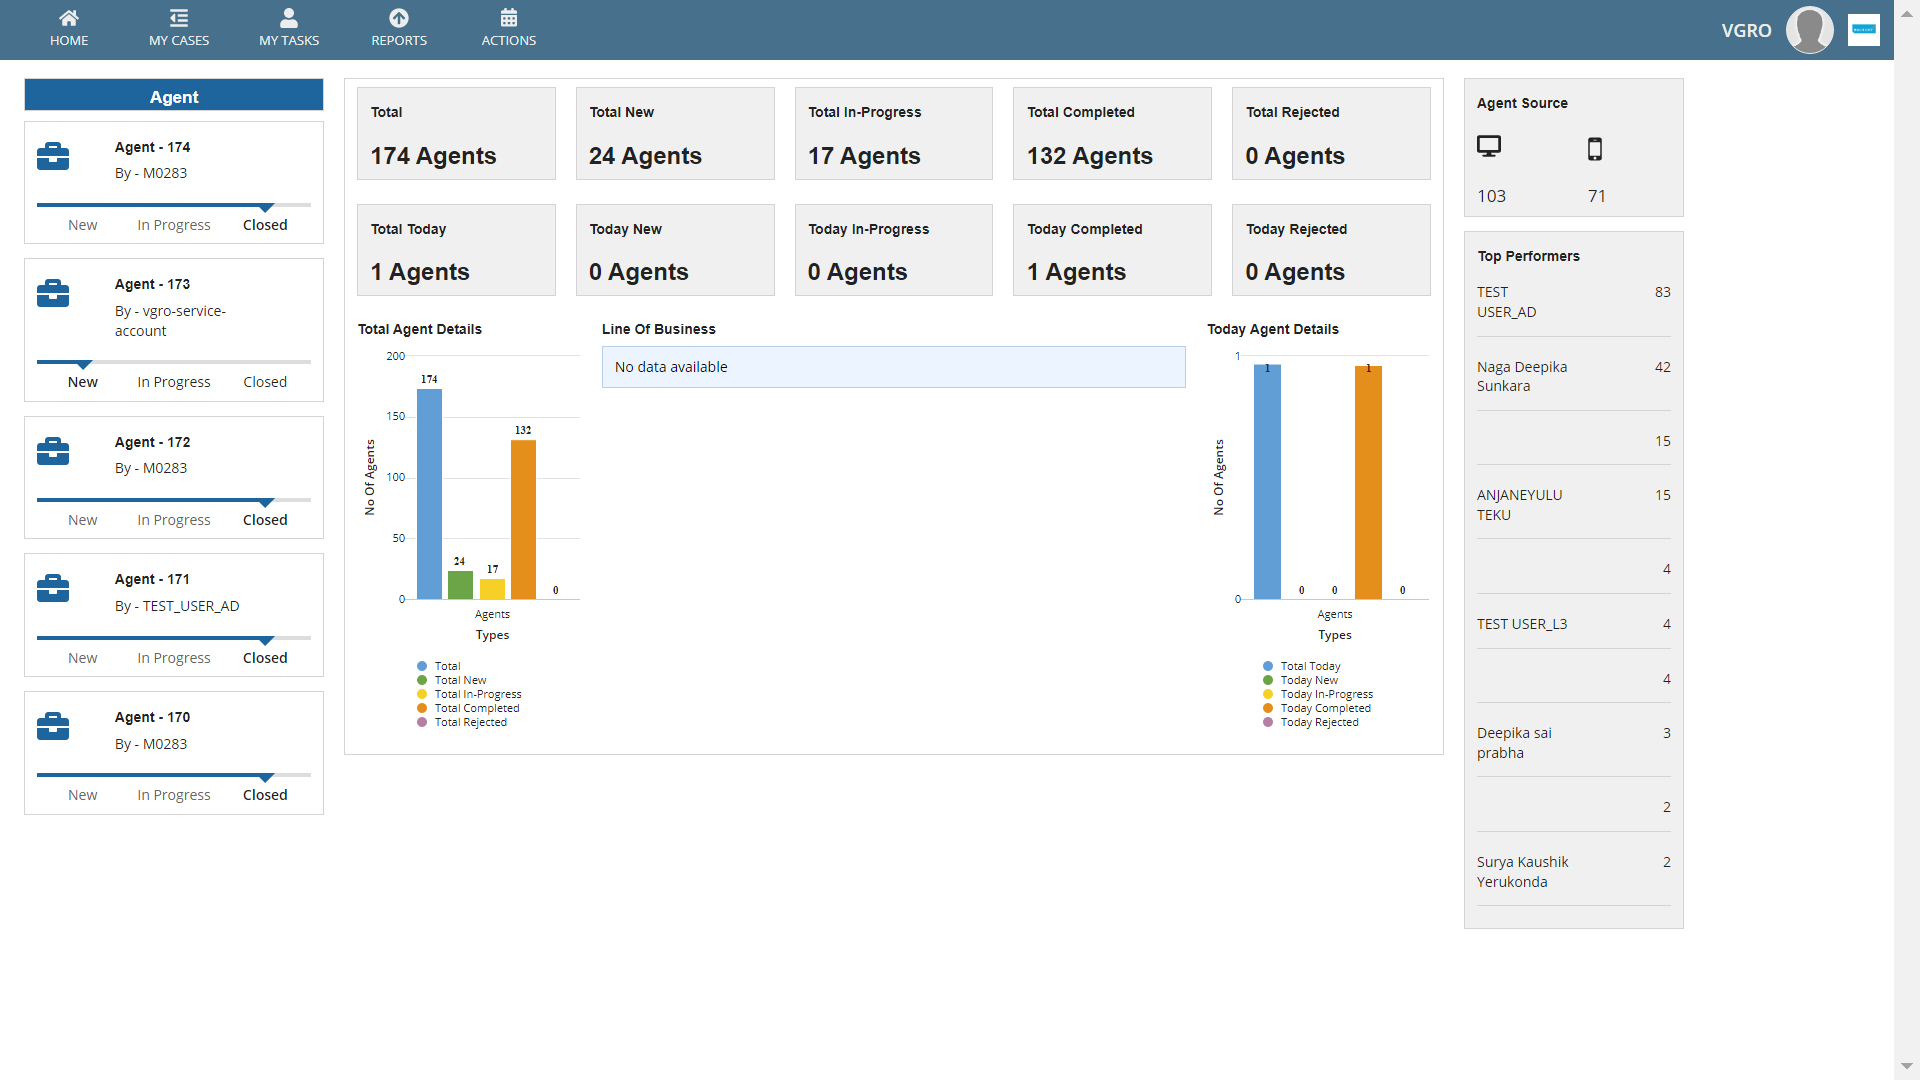 HOME
MY CASES
MY TASKS
REPORTS
ACTIONS
VGRO
Agent
Agent - 174
By - M0283
New In Progress Closed
Agent - 173
By - vgro-service-
account
New In Progress Closed
Agent - 172
By - M0283
New In Progress Closed
Agent - 171
By - TEST_USER_AD
New In Progress Closed
Agent - 170
By - M0283
New In Progress Closed
Total
174 Agents
Total New
24 Agents
Total In-Progress
17 Agents
Total Completed
132 Agents
Total Rejected
0 Agents
Total Today
1 Agents
Today New
0 Agents
Today In-Progress
0 Agents
Today Completed
1 Agents
Today Rejected
0 Agents
Total Agent Details
No Of Agents
200
150
100
50
0
174
24
17
132
0
Agents
Types
Total
Total New
Total In-Progress
Total Completed
Total Rejected
Line Of Business
No data available
Today Agent Details
No Of Agents
1
0
1
0
0
1
0
Agents
Types
Total Today
Today New
Today In-Progress
Today Completed
Today Rejected
Agent Source
103
71
Top Performers
TEST
USER_AD
83
Naga Deepika
Sunkara
42
15
ANJANEYULU
TEKU
15
4
TEST USER_L3
4
4
Deepika sai
prabha
3
2
Surya Kaushik
Yerukonda
2